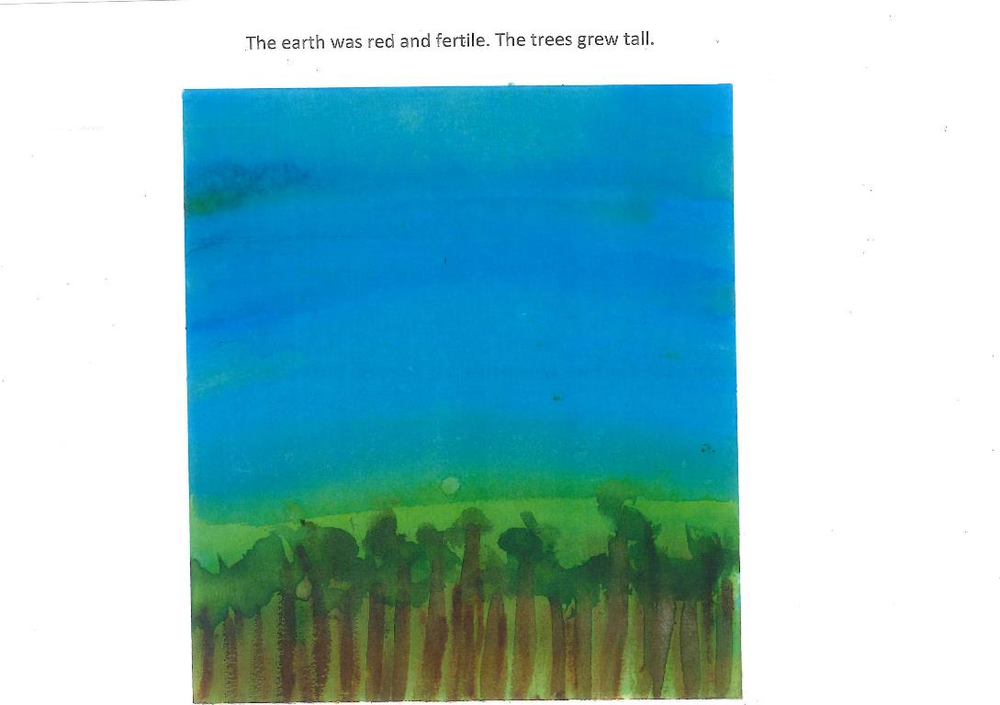 The earth was red and fertile. The trees grew tall.